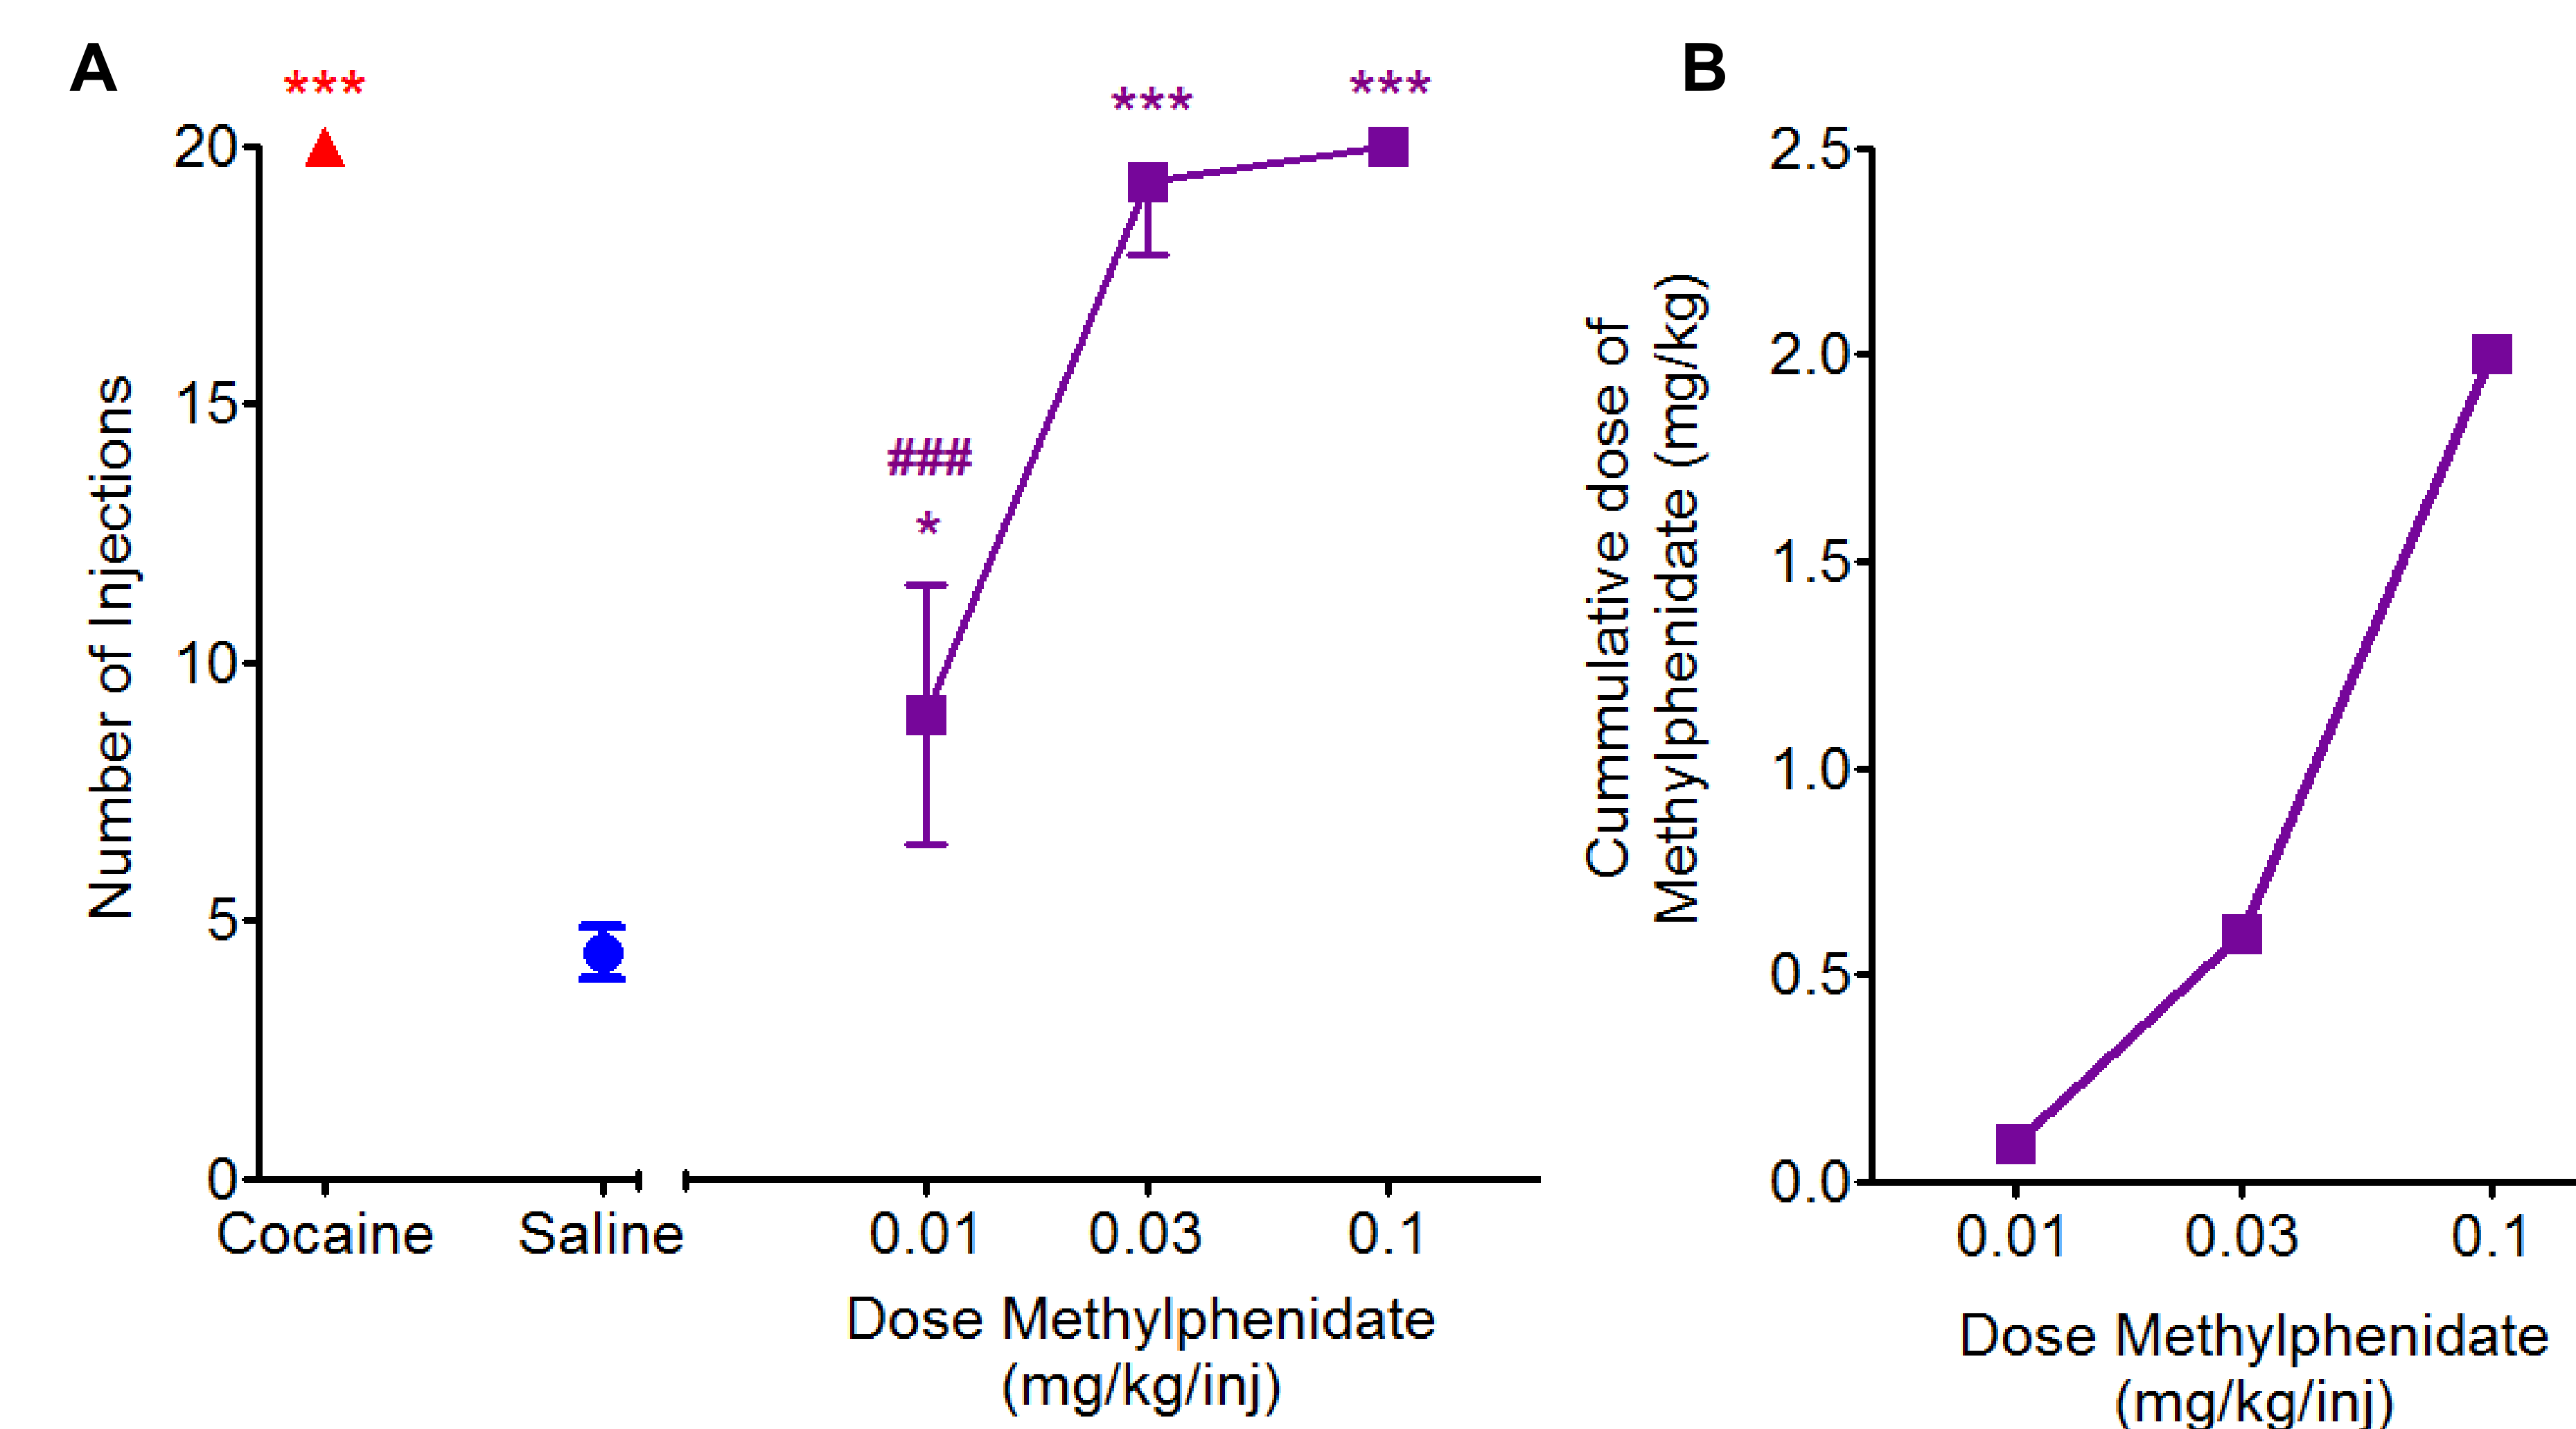 A
***
***
***
20
15
10
5
0
###
*
Number of Injections
Cocaine
Saline
0.01
0.03
0.1
Dose Methylphenidate
(mg/kg/inj)
B
2.5
2.0
1.5
1.0
0.5
0.0
Cummulative dose of
Methylphenidate (mg/kg)
0.01
0.03
0.1
Dose Methylphenidate
(mg/kg/inj)